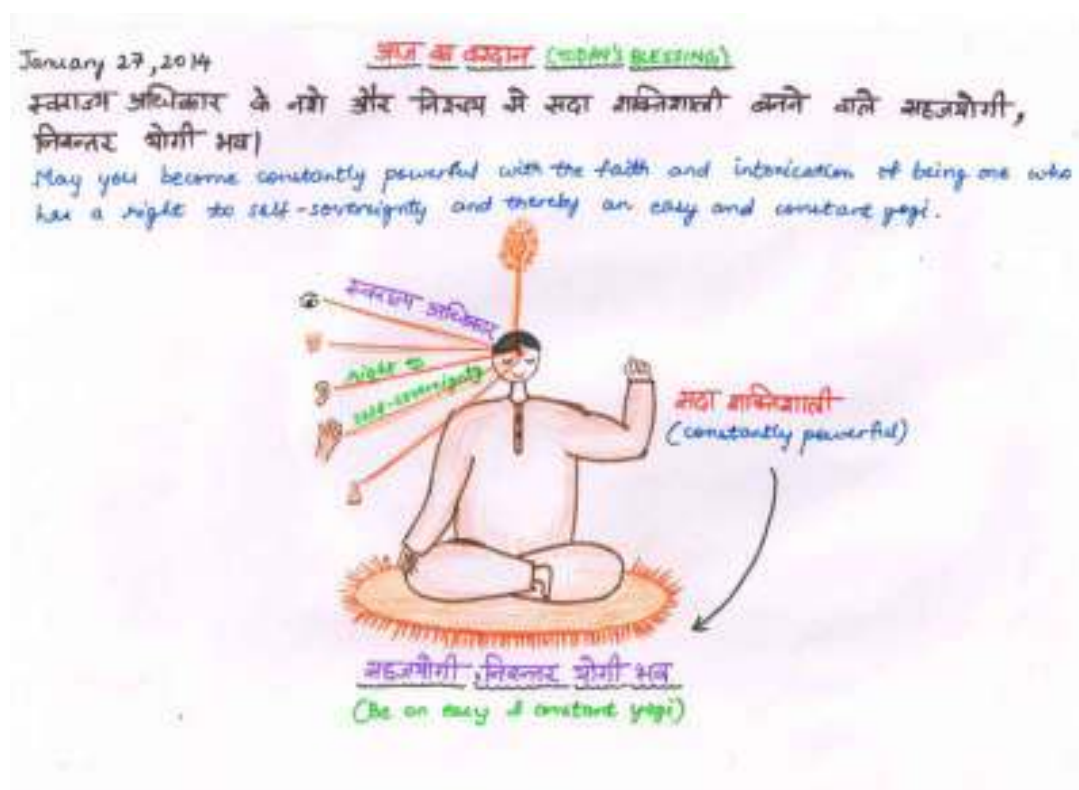 January 27, 2014
आज का वरदान (TODAY'S BLESSING)
स्वराज्य अधिकार के नशे और निश्चय से सदा शक्तिशाली बनने वाले सहजयोगी,
निरन्तर योगी भव।
May you become constantly powerful with the faith and intoxication of being one who
has a right to self-sovereignty and thereby an easy and constant yogi.
स्वराज्य अधिकार
right to
self-sovereignty
सदा शक्तिशाली
(constantly powerful)
सहजयोगी, निरन्तर योगी भव
(Be an easy & constant yogi)